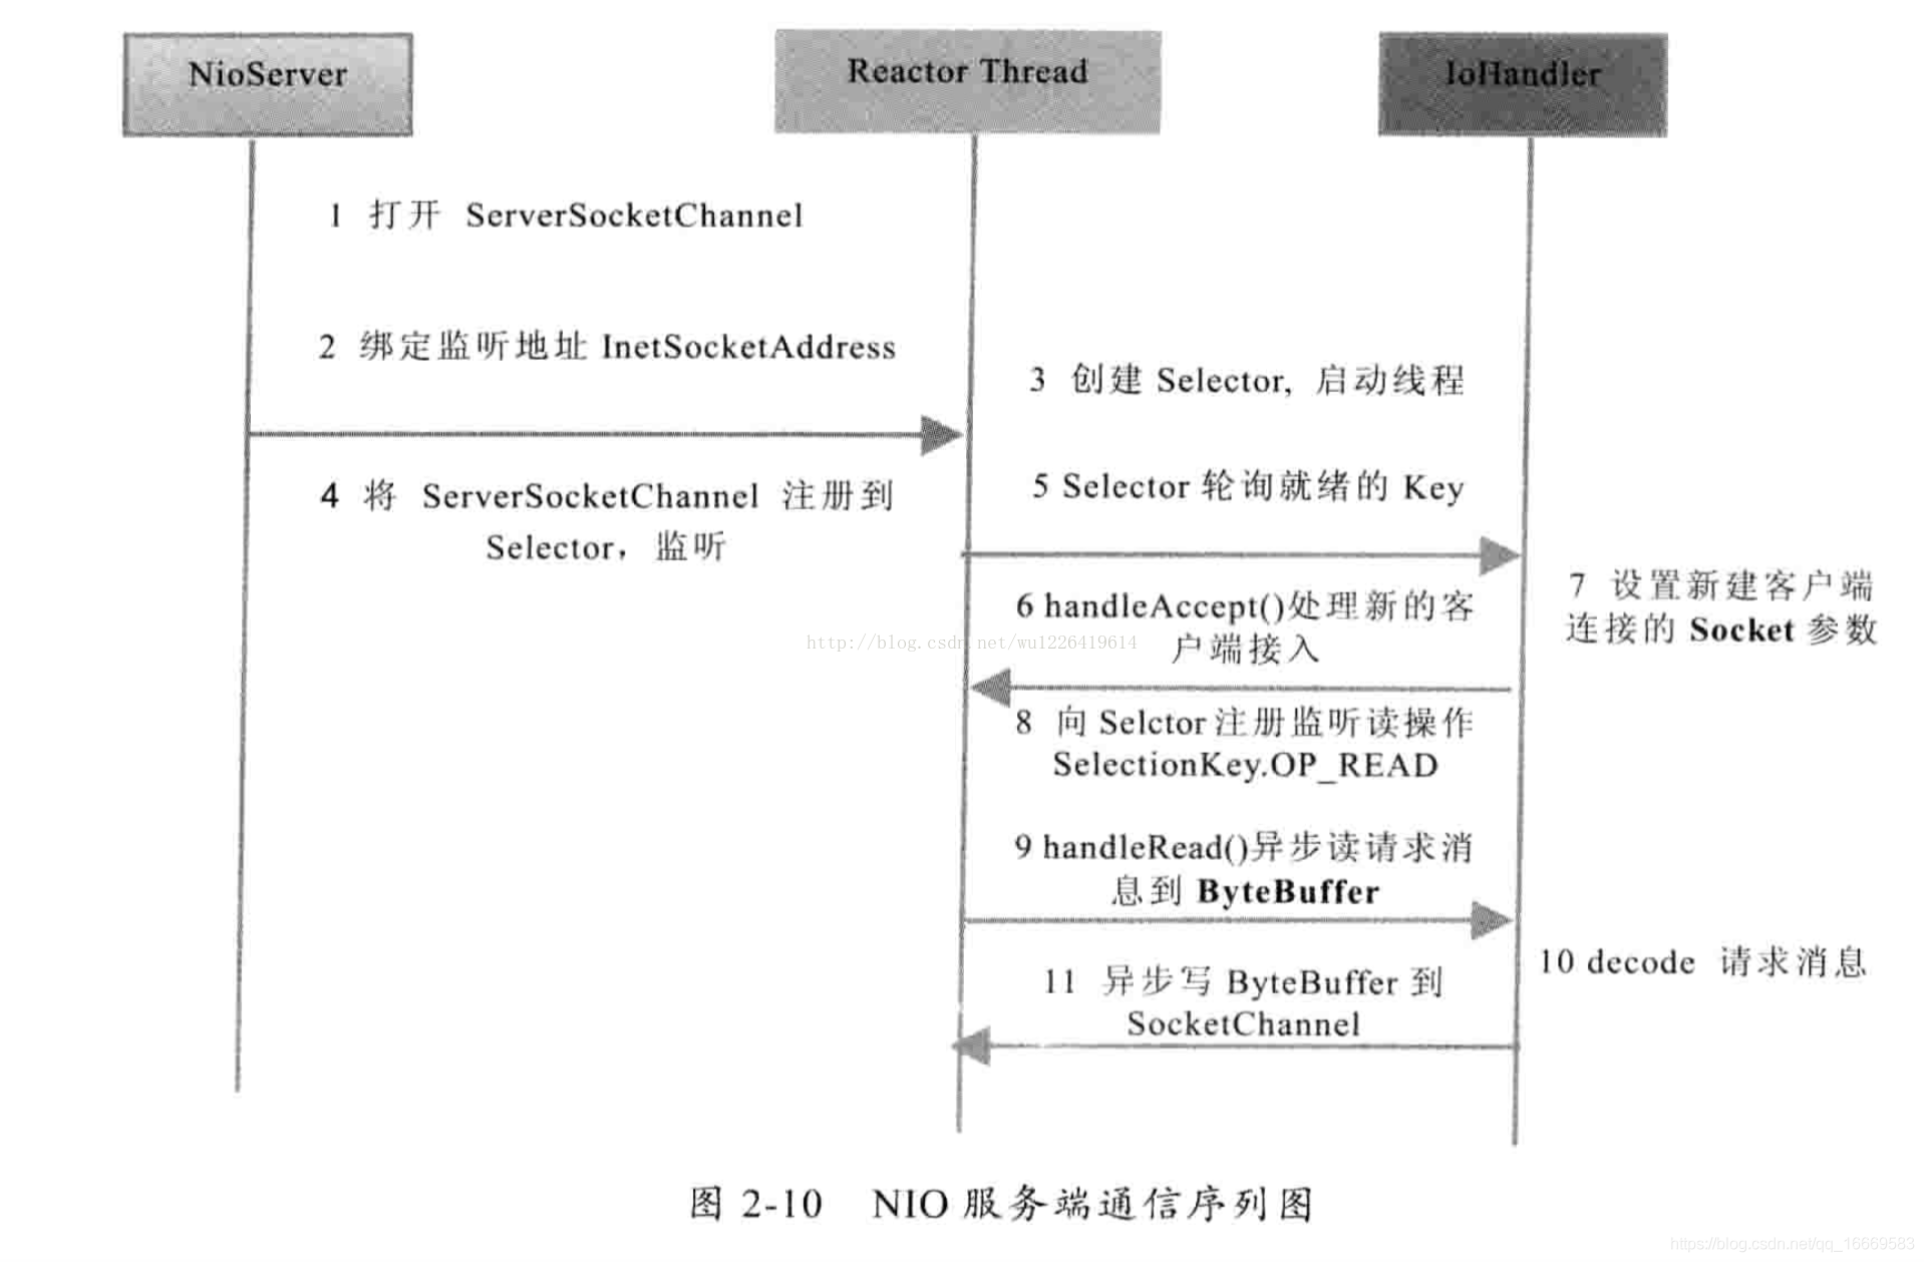 NioServer
Reactor Thread
IoHandler
1 打开 ServerSocketChannel
2 绑定监听地址 InetSocketAddress
3 创建 Selector, 启动线程
4 将 ServerSocketChannel 注册到
Selector，监听
5 Selector 轮询就绪的 Key
6 handleAccept()处理新的客
户端接入
http://blog.csdn.net/wu1226419614
7 设置新建客户端
连接的 Socket 参数
8 向 Selctor 注册监听读操作
SelectionKey.OP_READ
9 handleRead()异步读请求消
息到 ByteBuffer
10 decode 请求消息
11 异步写 ByteBuffer 到
SocketChannel
图 2-10 NIO 服务端通信序列图
https://blog.csdn.net/qq_16669583